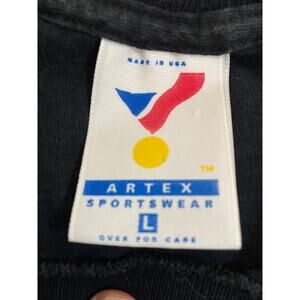 MADE IN USA
TM
ARTEX
SPORTSWEAR
L
OVER FOR CARE